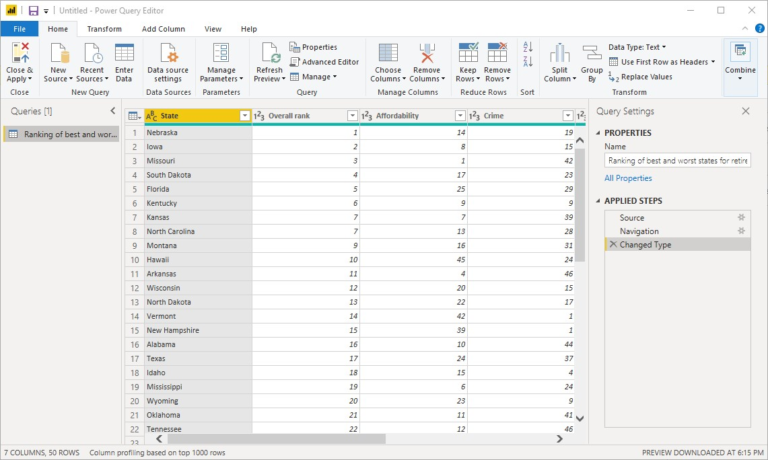 Untitled - Power Query Editor
File Home Transform Add Column View Help
Close & Apply
New Source
Recent Sources
Enter Data
Data source settings
Manage Parameters
Refresh Preview
Properties
Advanced Editor
Manage
Choose Columns
Remove Columns
Keep Rows
Remove Rows
Split Column
Group By
Data Type: Text
Use First Row as Headers
Replace Values
Combine
Close New Query Data Sources Parameters Query Manage Columns Reduce Rows Sort Transform
Queries [1]
Ranking of best and wor...
State Overall rank Affordability Crime
1 Nebraska 1 14 19
2 Iowa 2 8 15
3 Missouri 3 1 42
4 South Dakota 4 17 23
5 Florida 5 25 29
6 Kentucky 6 9 9
7 Kansas 7 7 39
8 North Carolina 7 13 28
9 Montana 9 16 31
10 Hawaii 10 45 24
11 Arkansas 11 4 46
12 Wisconsin 12 20 15
13 North Dakota 13 22 17
14 Vermont 14 42 1
15 New Hampshire 15 39 1
16 Alabama 16 10 44
17 Texas 17 24 37
18 Idaho 18 15 4
19 Mississippi 19 6 24
20 Wyoming 20 23 9
21 Oklahoma 21 11 41
22 Tennessee 22 12 46
23
Query Settings
PROPERTIES
Name
Ranking of best and worst states for retire
All Properties
APPLIED STEPS
Source
Navigation
Changed Type
7 COLUMNS, 50 ROWS Column profiling based on top 1000 rows PREVIEW DOWNLOADED AT 6:15 PM